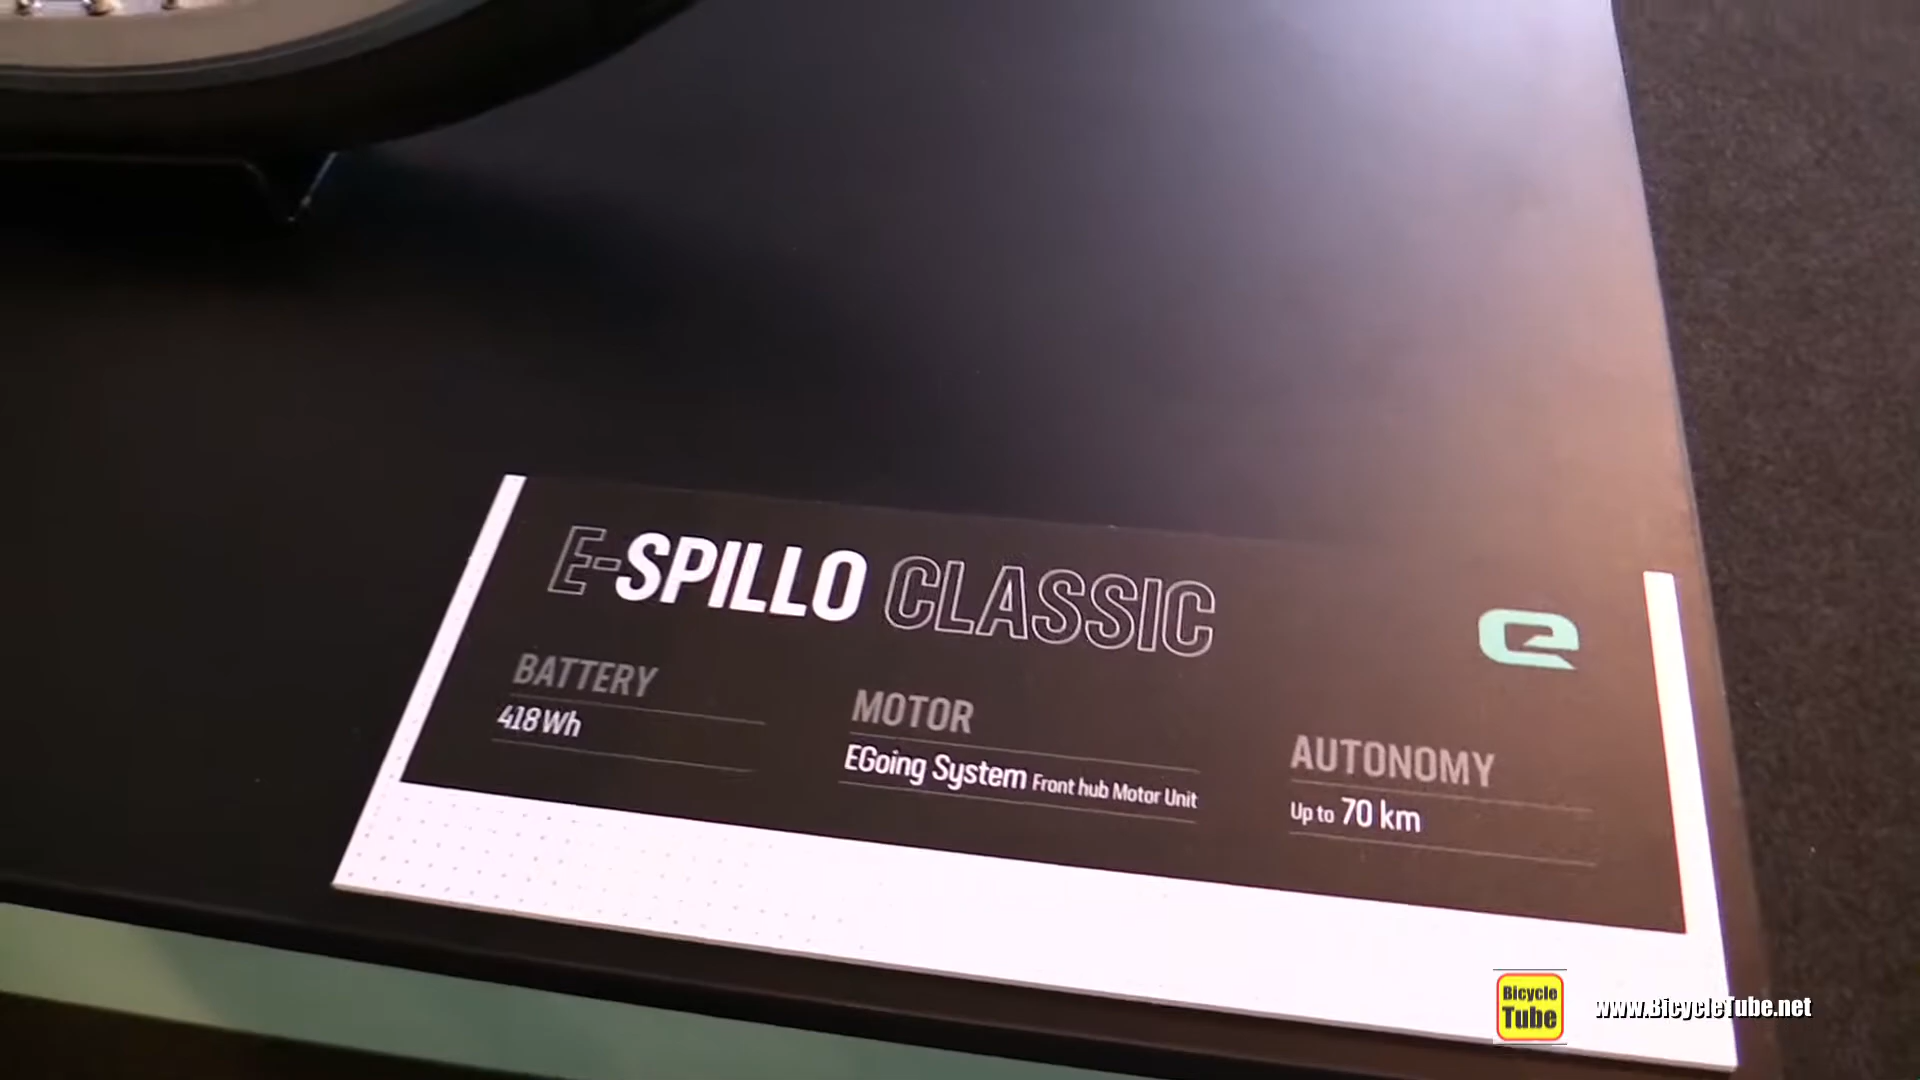 E-SPILLO CLASSIC
BATTERY
418 Wh
MOTOR
EGoing System Front hub Motor Unit
AUTONOMY
Up to 70 km
Bicycle
Tube
www.BicycleTube.net